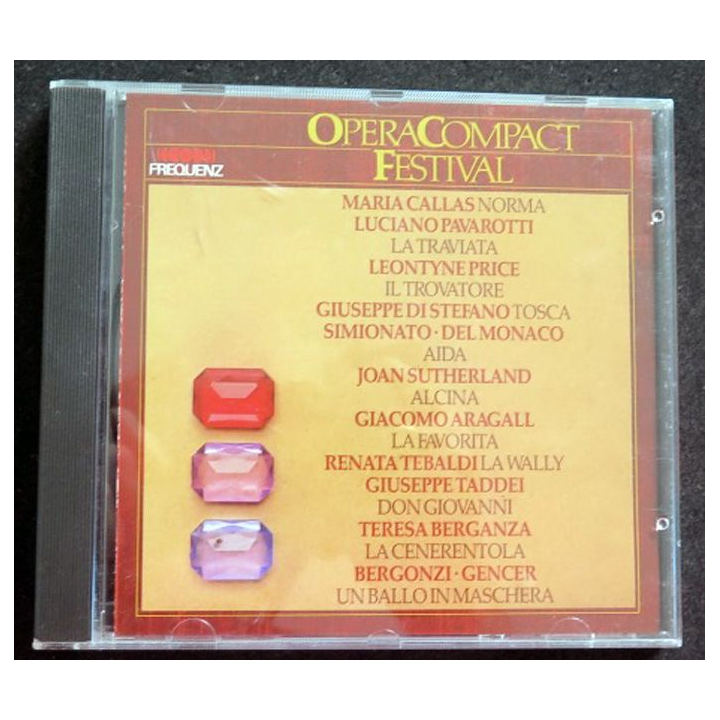 OPERACOMPACT
FESTIVAL
FREQUENZ
MARIA CALLAS NORMA
LUCIANO PAVAROTTI
LA TRAVIATA
LEONTYNE PRICE
IL TROVATORE
GIUSEPPE DI STEFANO TOSCA
SIMIONATO · DEL MONACO
AIDA
JOAN SUTHERLAND
ALCINA
GIACOMO ARAGALL
LA FAVORITA
RENATA TEBALDI LA WALLY
GIUSEPPE TADDEI
DON GIOVANNI
TERESA BERGANZA
LA CENERENTOLA
BERGONZI · GENCER
UN BALLO IN MASCHERA